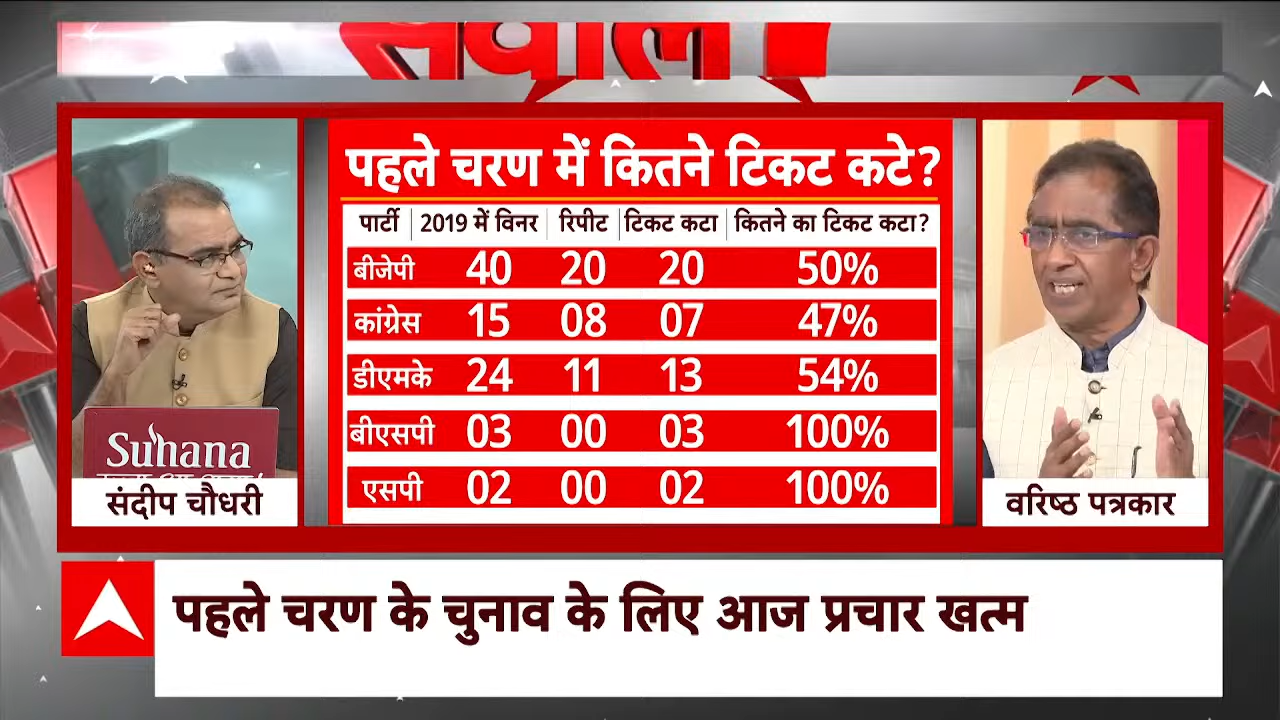 सवाल
पहले चरण में कितने टिकट कटे?
पार्टी 2019 में विनर रिपीट टिकट कटा कितने का टिकट कटा?
बीजेपी 40 20 20 50%
कांग्रेस 15 08 07 47%
डीएमके 24 11 13 54%
बीएसपी 03 00 03 100%
एसपी 02 00 02 100%
Suhana
संदीप चौधरी
वरिष्ठ पत्रकार
पहले चरण के चुनाव के लिए आज प्रचार खत्म